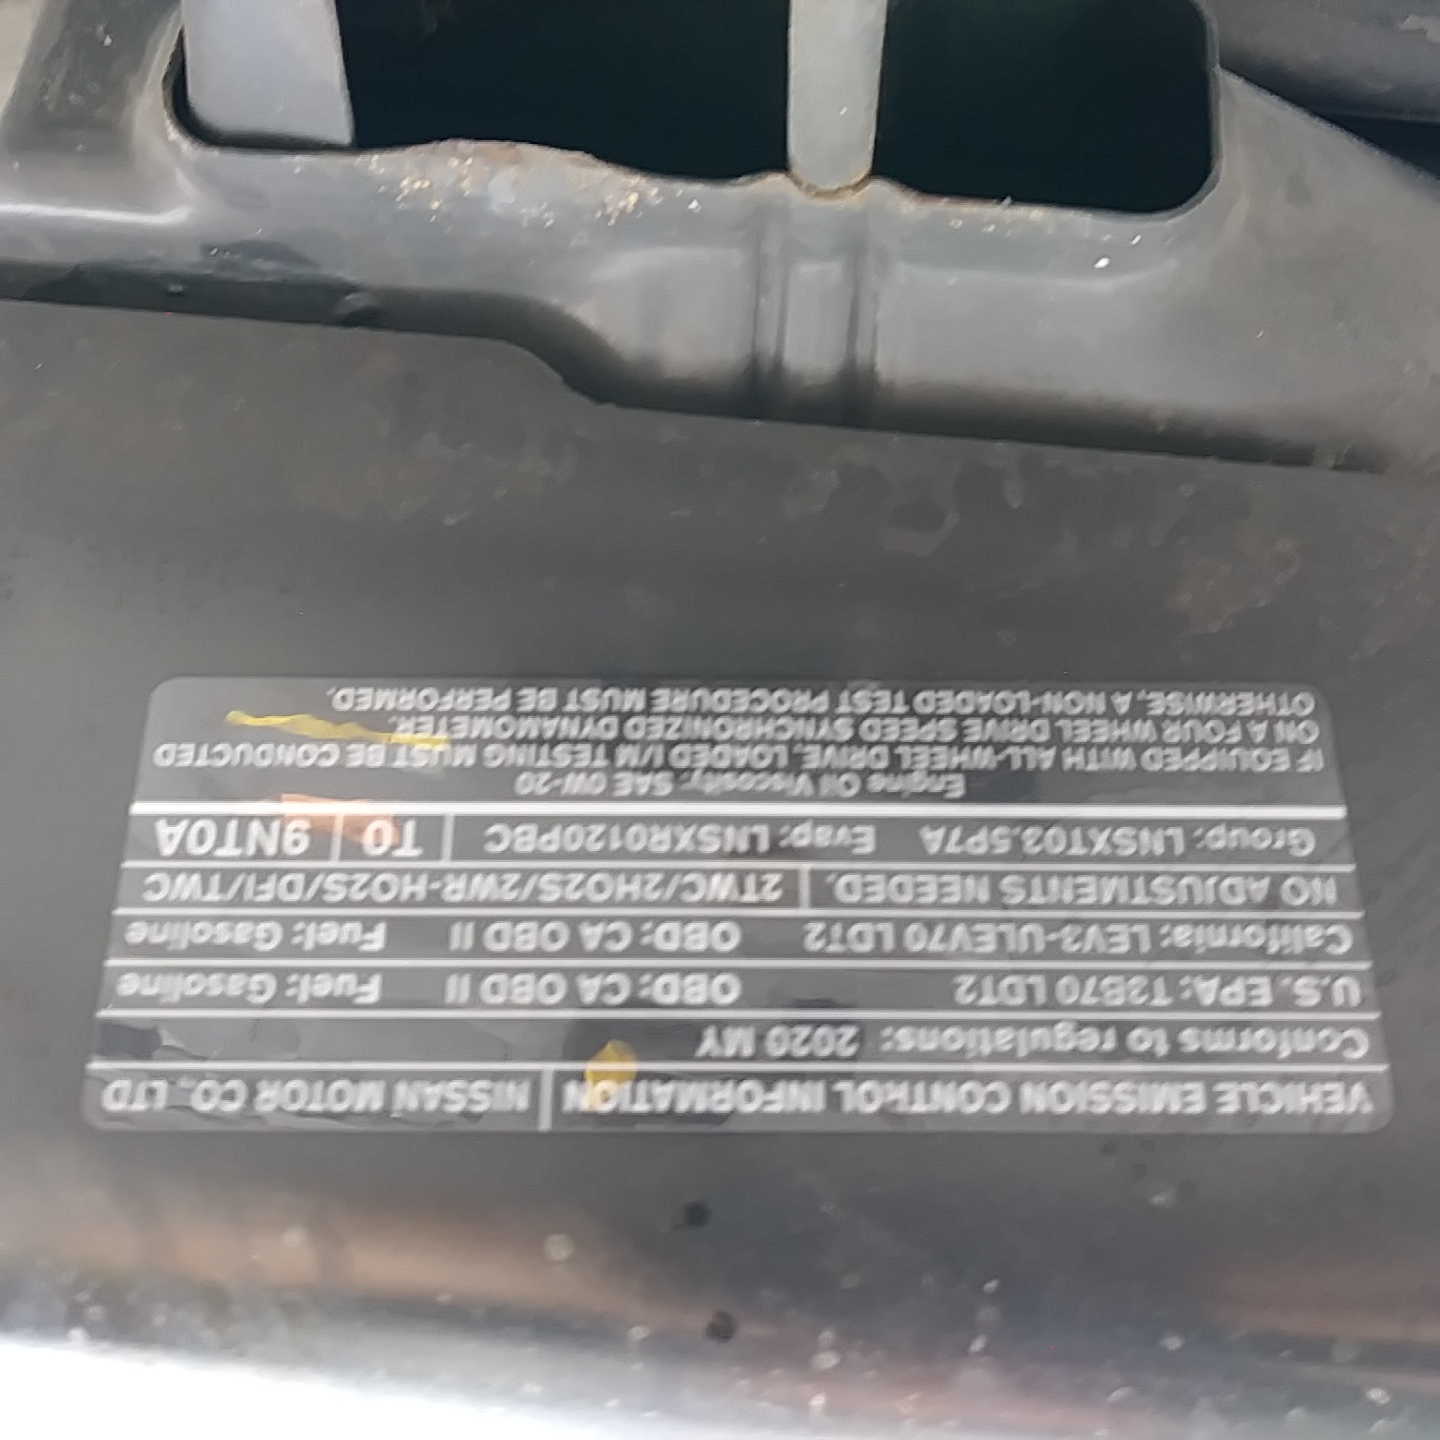 VEHICLE EMISSION CONTROL INFORMATION NISSAN MOTOR CO., LTD
Conforms to regulations: 2020 MY
U.S. EPA: T3B70 LDT2 OBD: CA OBD II Fuel: Gasoline
California: LEV3-ULEV70 LDT2 OBD: CA OBD II Fuel: Gasoline
NO ADJUSTMENTS NEEDED. 2TWC/2HO2S/2WR-HO2S/DFI/TWC
Group: LNSXT03.5P7A Evap: LNSXR0120PBC T0 9NT0A
Engine Oil Viscosity: SAE 0W-20
IF EQUIPPED WITH ALL-WHEEL DRIVE, LOADED I/M TESTING MUST BE CONDUCTED
ON A FOUR WHEEL DRIVE SPEED SYNCHRONIZED DYNAMOMETER.
OTHERWISE, A NON-LOADED TEST PROCEDURE MUST BE PERFORMED.